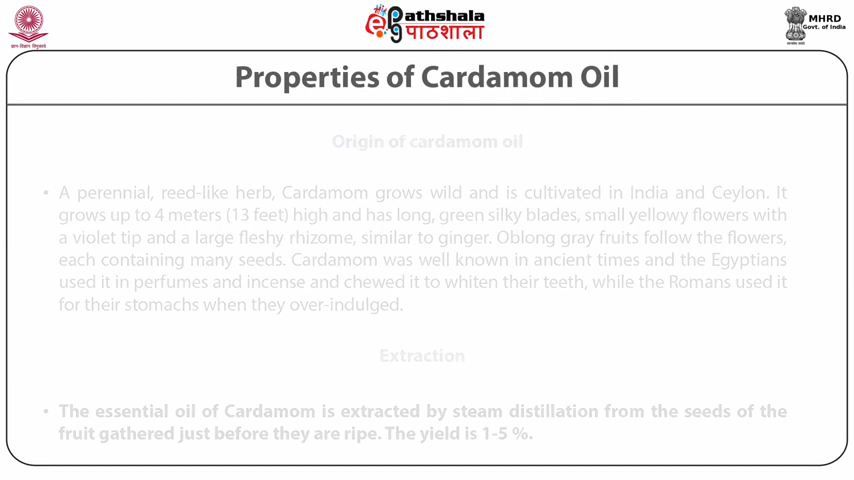 ज्ञान-विज्ञान विमुक्तये
Pathshala
पाठशाला
MHRD
Govt. of India
सत्यमेव जयते
Properties of Cardamom Oil
Origin of cardamom oil
• A perennial, reed-like herb, Cardamom grows wild and is cultivated in India and Ceylon. It
grows up to 4 meters (13 feet) high and has long, green silky blades, small yellowy flowers with
a violet tip and a large fleshy rhizome, similar to ginger. Oblong gray fruits follow the flowers,
each containing many seeds. Cardamom was well known in ancient times and the Egyptians
used it in perfumes and incense and chewed it to whiten their teeth, while the Romans used it
for their stomachs when they over-indulged.
Extraction
• The essential oil of Cardamom is extracted by steam distillation from the seeds of the
fruit gathered just before they are ripe. The yield is 1-5 %.